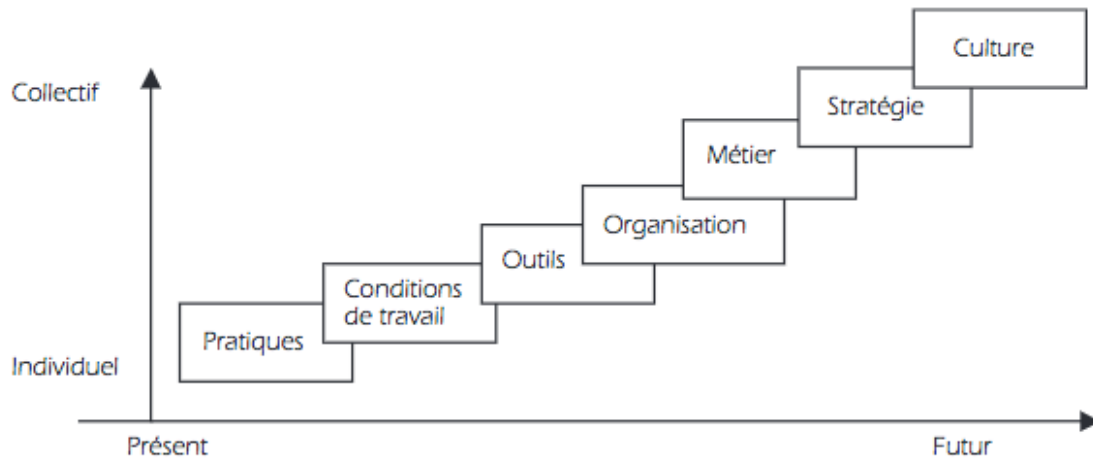 Culture
Collectif
Stratégie
Métier
Organisation
Outils
Conditions
de travail
Pratiques
Individuel
Présent
Futur